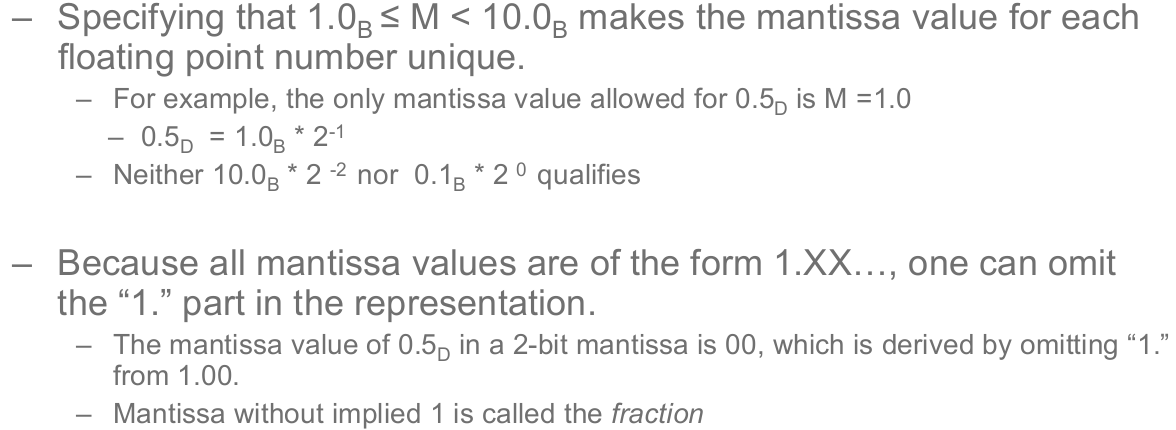 – Specifying that 1.0B ≤ M < 10.0B makes the mantissa value for each
floating point number unique.
– For example, the only mantissa value allowed for 0.5D is M =1.0
– 0.5D = 1.0B * 2-1
– Neither 10.0B * 2 -2 nor 0.1B * 2 0 qualifies
– Because all mantissa values are of the form 1.XX…, one can omit
the “1.” part in the representation.
– The mantissa value of 0.5D in a 2-bit mantissa is 00, which is derived by omitting “1.”
from 1.00.
– Mantissa without implied 1 is called the fraction